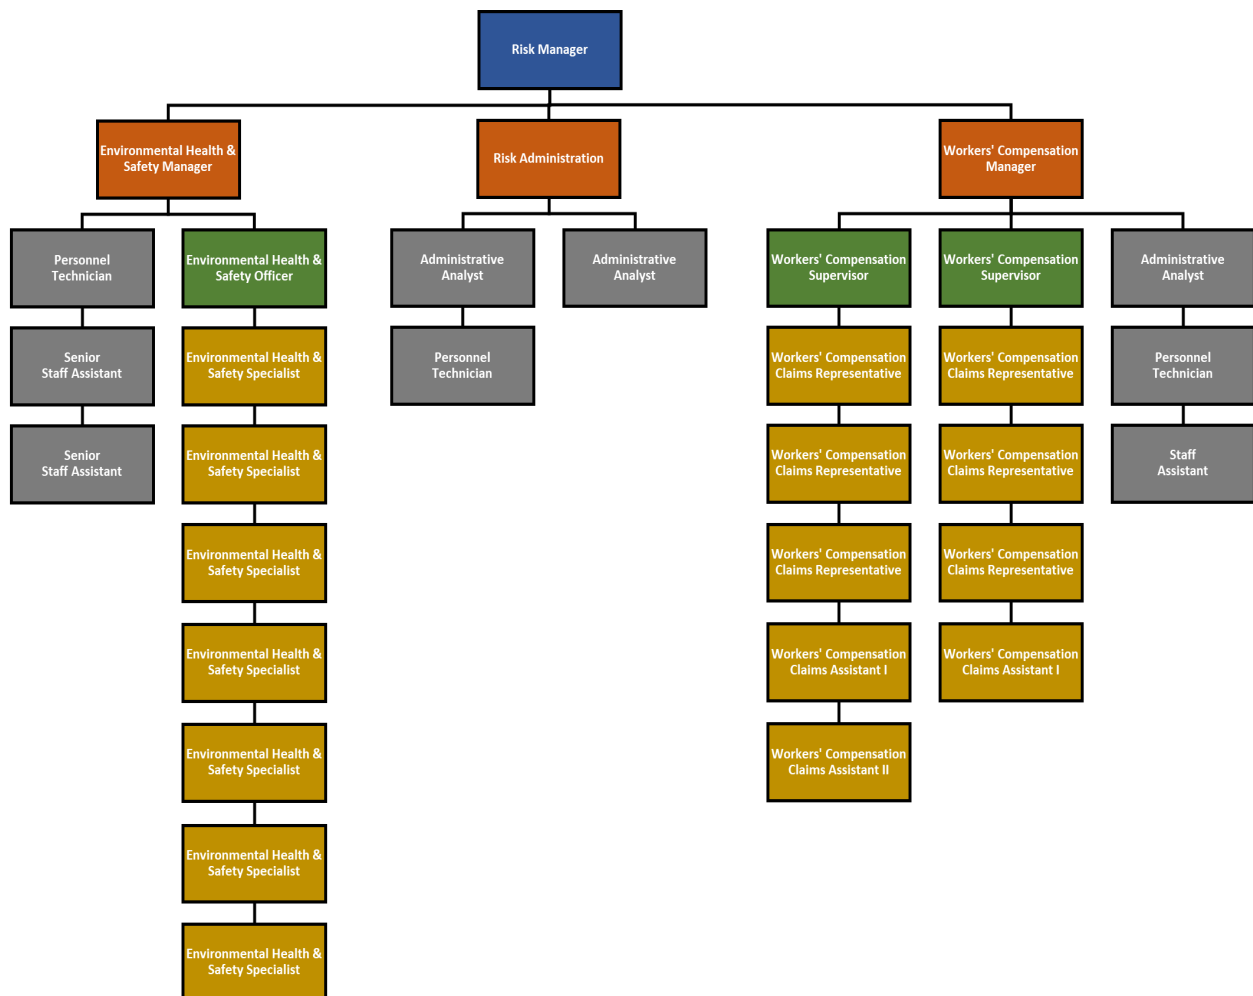 Risk Manager
Environmental Health &
Safety Manager
Risk Administration
Workers' Compensation
Manager
Personnel
Technician
Environmental Health &
Safety Officer
Administrative
Analyst
Administrative
Analyst
Workers' Compensation
Supervisor
Workers' Compensation
Supervisor
Administrative
Analyst
Senior
Staff Assistant
Environmental Health &
Safety Specialist
Personnel
Technician
Workers' Compensation
Claims Representative
Workers' Compensation
Claims Representative
Personnel
Technician
Senior
Staff Assistant
Environmental Health &
Safety Specialist
Workers' Compensation
Claims Representative
Workers' Compensation
Claims Representative
Staff
Assistant
Environmental Health &
Safety Specialist
Workers' Compensation
Claims Representative
Workers' Compensation
Claims Representative
Environmental Health &
Safety Specialist
Workers' Compensation
Claims Assistant I
Workers' Compensation
Claims Assistant I
Environmental Health &
Safety Specialist
Workers' Compensation
Claims Assistant II
Environmental Health &
Safety Specialist
Environmental Health &
Safety Specialist